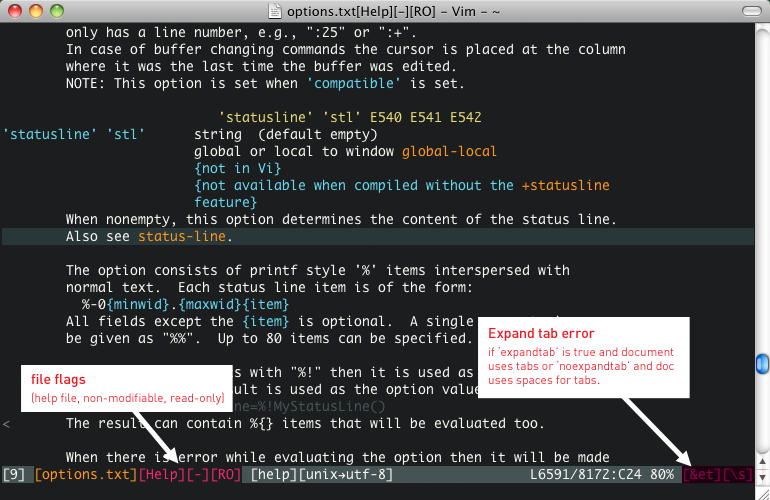 options.txt[Help][-][RO] - Vim - ~
only has a line number, e.g., ":25" or ":+".
In case of buffer changing commands the cursor is placed at the column
where it was the last time the buffer was edited.
NOTE: This option is set when 'compatible' is set.
'statusline' 'stl' E540 E541 E542
'statusline' 'stl' string (default empty)
global or local to window global-local
{not in Vi}
{not available when compiled without the +statusline
feature}
When nonempty, this option determines the content of the status line.
Also see status-line.
The option consists of printf style '%' items interspersed with
normal text. Each status line item is of the form:
%-0{minwid}.{maxwid}{item}
All fields except the {item} is optional. A single
be given as "%%". Up to 80 items can be specified.
Expand tab error
if 'expandtab' is true and document
uses tabs or 'noexpandtab' and doc
uses spaces for tabs.
s with "%!" then it is used as
file flags
(help file, non-modifiable, read-only)
sult is used as the option valu
ne=%!MyStatusLine()
< The result can contain %{} items that will be evaluated too.
When there is error while evaluating the option then it will be made
[9] [options.txt][Help][-][RO] [help][unix+utf-8] L6591/8172:C24 80% [&et][\s]